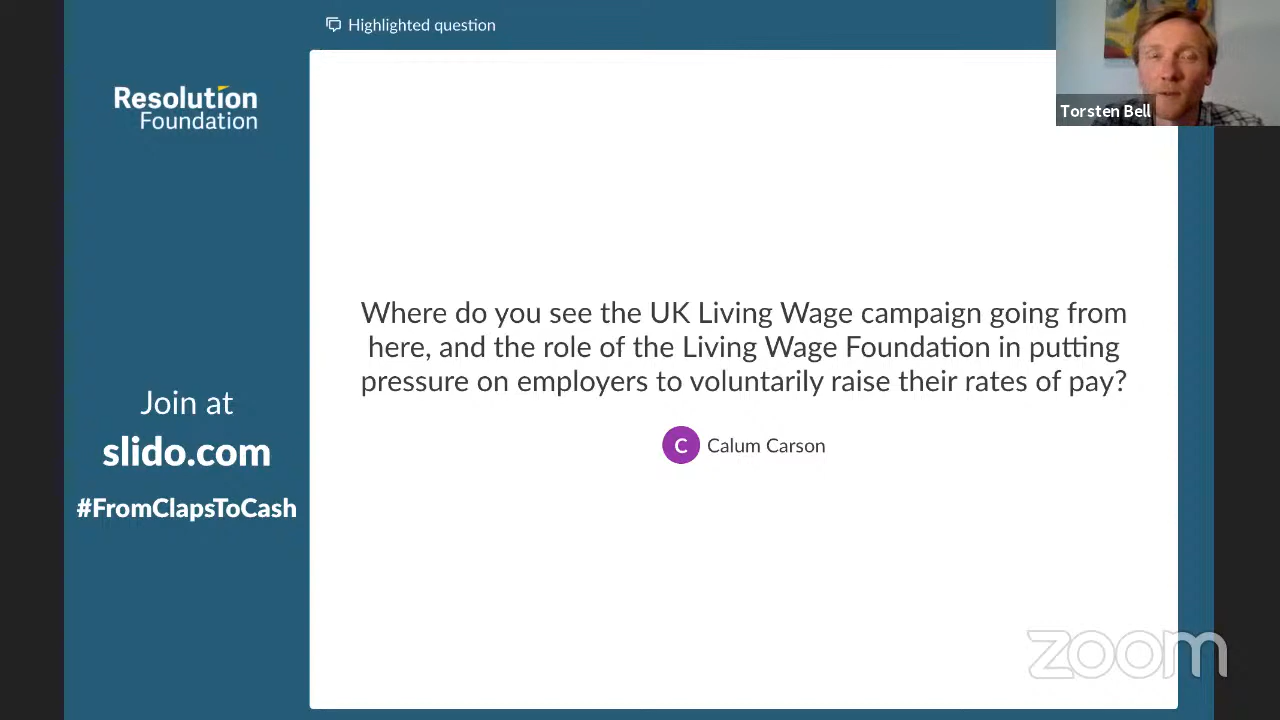 Highlighted question
Resolution
Foundation
Torsten Bell
Where do you see the UK Living Wage campaign going from
here, and the role of the Living Wage Foundation in putting
pressure on employers to voluntarily raise their rates of pay?
C Calum Carson
Join at
slido.com
#FromClapsToCash
zoom